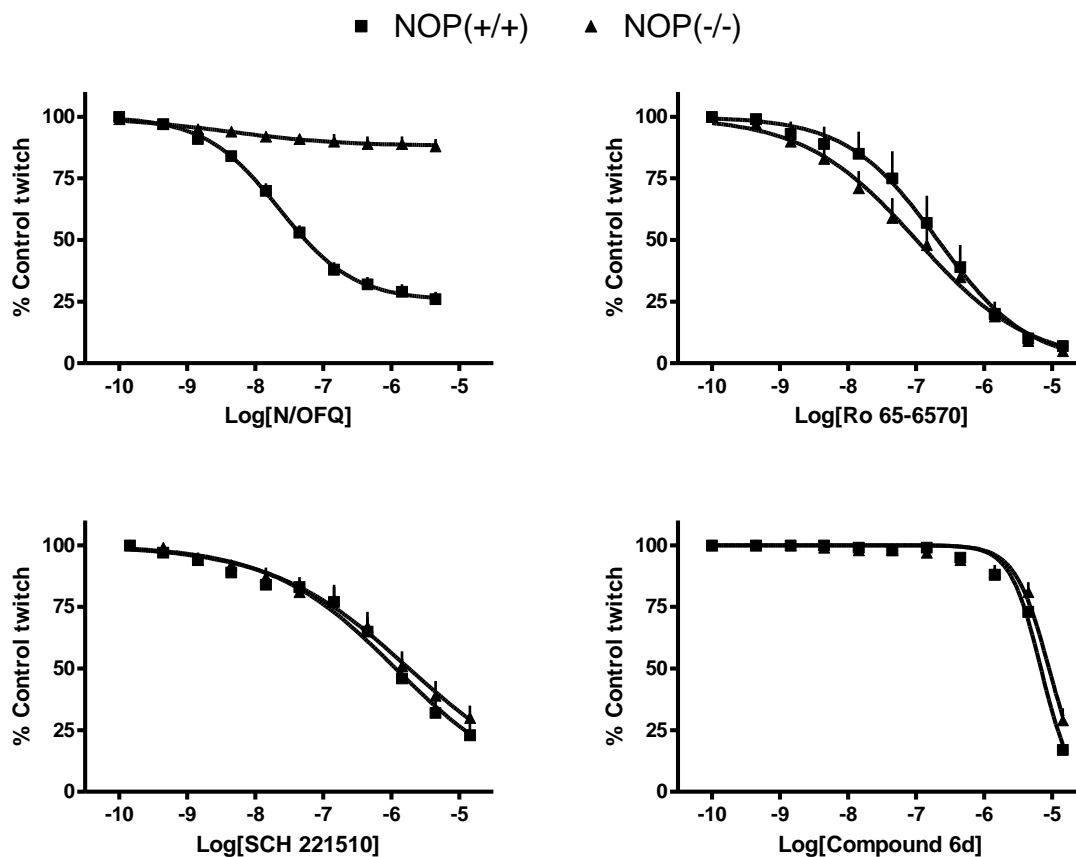 NOP(+/+) NOP(-/-)
% Control twitch
100
75
50
25
0
-10 -9 -8 -7 -6 -5
Log[N/OFQ]
% Control twitch
100
75
50
25
0
-10 -9 -8 -7 -6 -5
Log[Ro 65-6570]
% Control twitch
100
75
50
25
0
-10 -9 -8 -7 -6 -5
Log[SCH 221510]
% Control twitch
100
75
50
25
0
-10 -9 -8 -7 -6 -5
Log[Compound 6d]